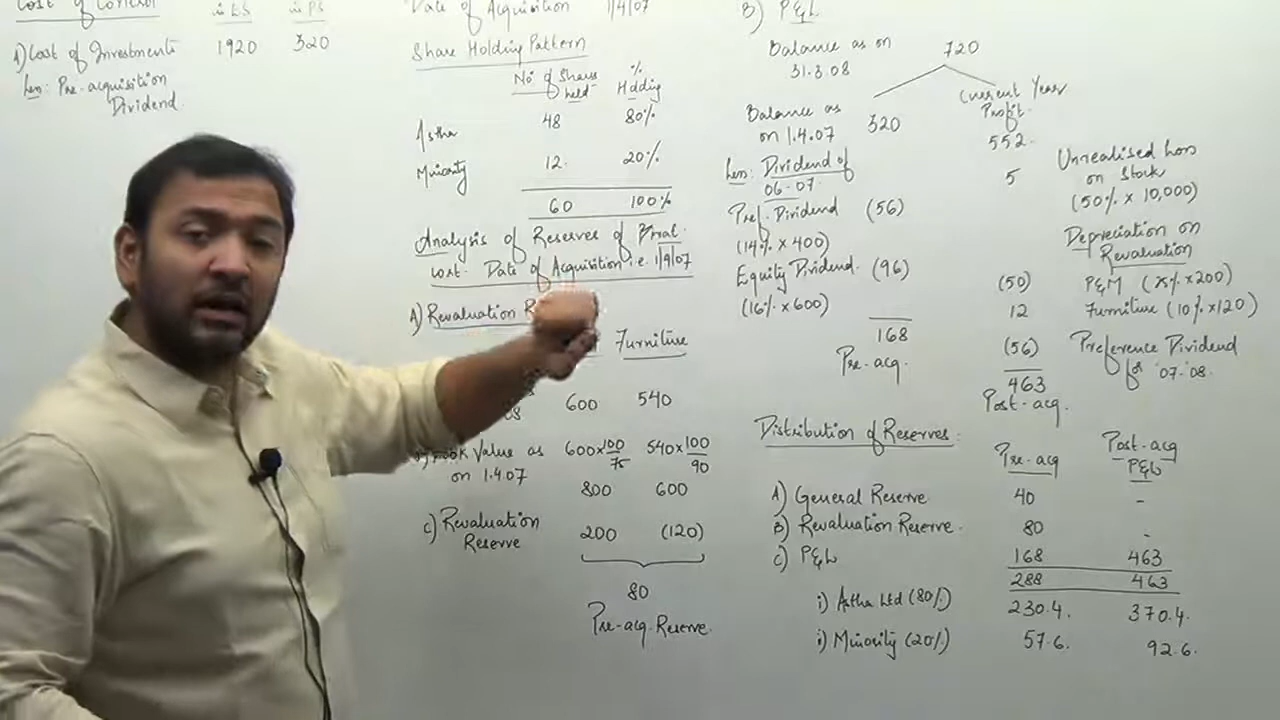 Cost of Control
in ES
in PS
1) Cost of Investments 1920 320
Less: Pre-acquisition
Dividend.
Date of Acquisition 1/4/07
Share Holding Pattern
No of Shares held
% Holding
Astha 48 80%
Minority 12. 20%
60 100%
Analysis of Reserves of
cost. Date of Acquisition i.e. 1/9/07
A) Revaluation
Furniture
600 540
Book Value as
on 1.4.07
600×100/75 540×100/90
800 600
c) Revaluation
Reserve
200 (120)
80
Pre-acq. Reserve.
B) P&L
Balance as on
31.3.08
720
Balance as
on 1.4.07
320
Current Year
Profit.
552.
Less: Dividend of
06-07.
Pref. Dividend (56)
(14% × 400)
Equity Dividend. (96)
(16% × 600)
168
Pre-acq.
5 Unrealised Loss
on Stock
(50% × 10,000)
Depreciation on
Revaluation
(50) P&M (25% × 200)
12 Furniture (10% × 120)
(56) Preference Dividend
for '07-'08.
463
Post-acq.
Distribution of Reserves.
Pre-acq
Post-acq
P&L
A) General Reserve 40 -
B) Revaluation Reserve. 80 -
c) P&L 168 463
288 463
i) Astha Ltd (80%) 230.4. 370.4.
i) Minority (20%) 57.6. 92.6.